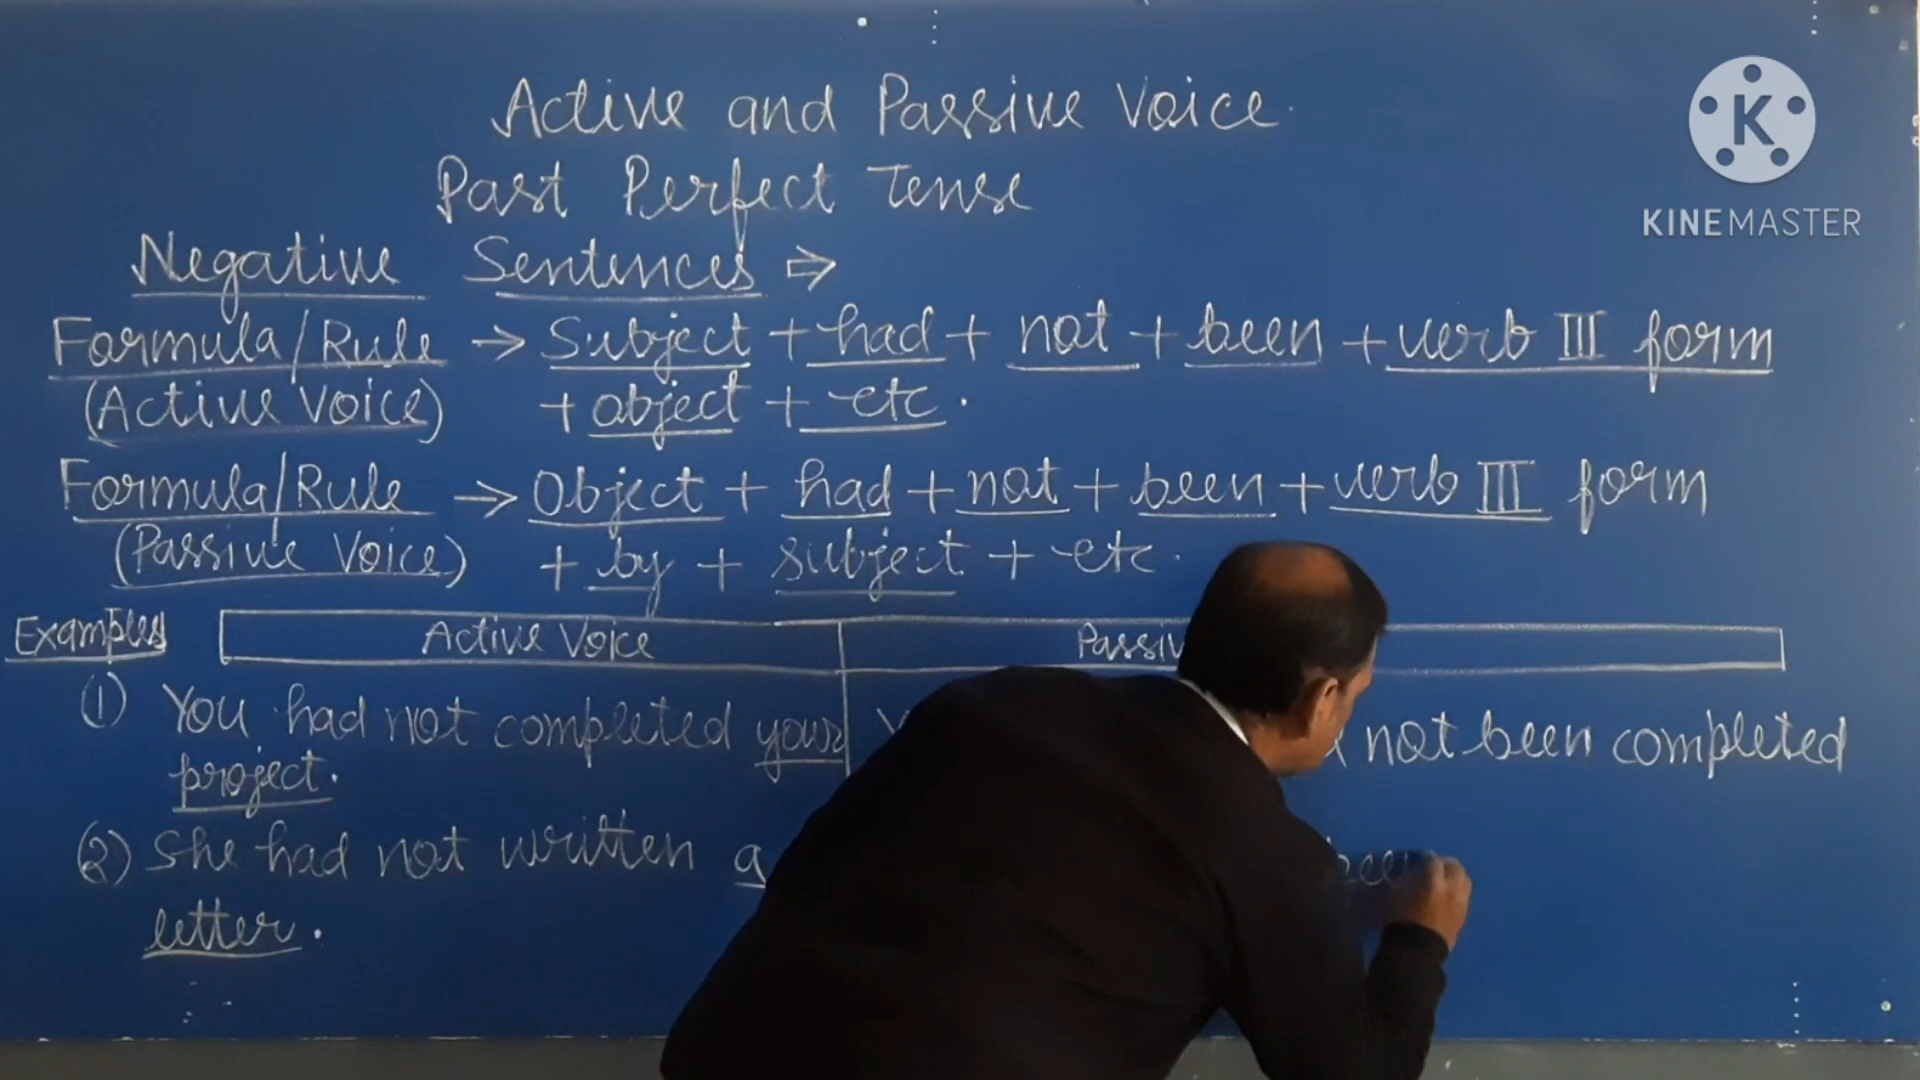 Active and Passive Voice.
K
Past Perfect Tense
KINEMASTER
Negative Sentences ⇒
Formula/Rule → Subject + had + not + been + verb III form
(Active Voice) + object + etc.
Formula/Rule → Object + had + not + been + verb III form
(Passive Voice) + by + subject + etc.
Examples Active Voice
(1) You had not completed your not been completed
project.
(2) She had not written a
letter.